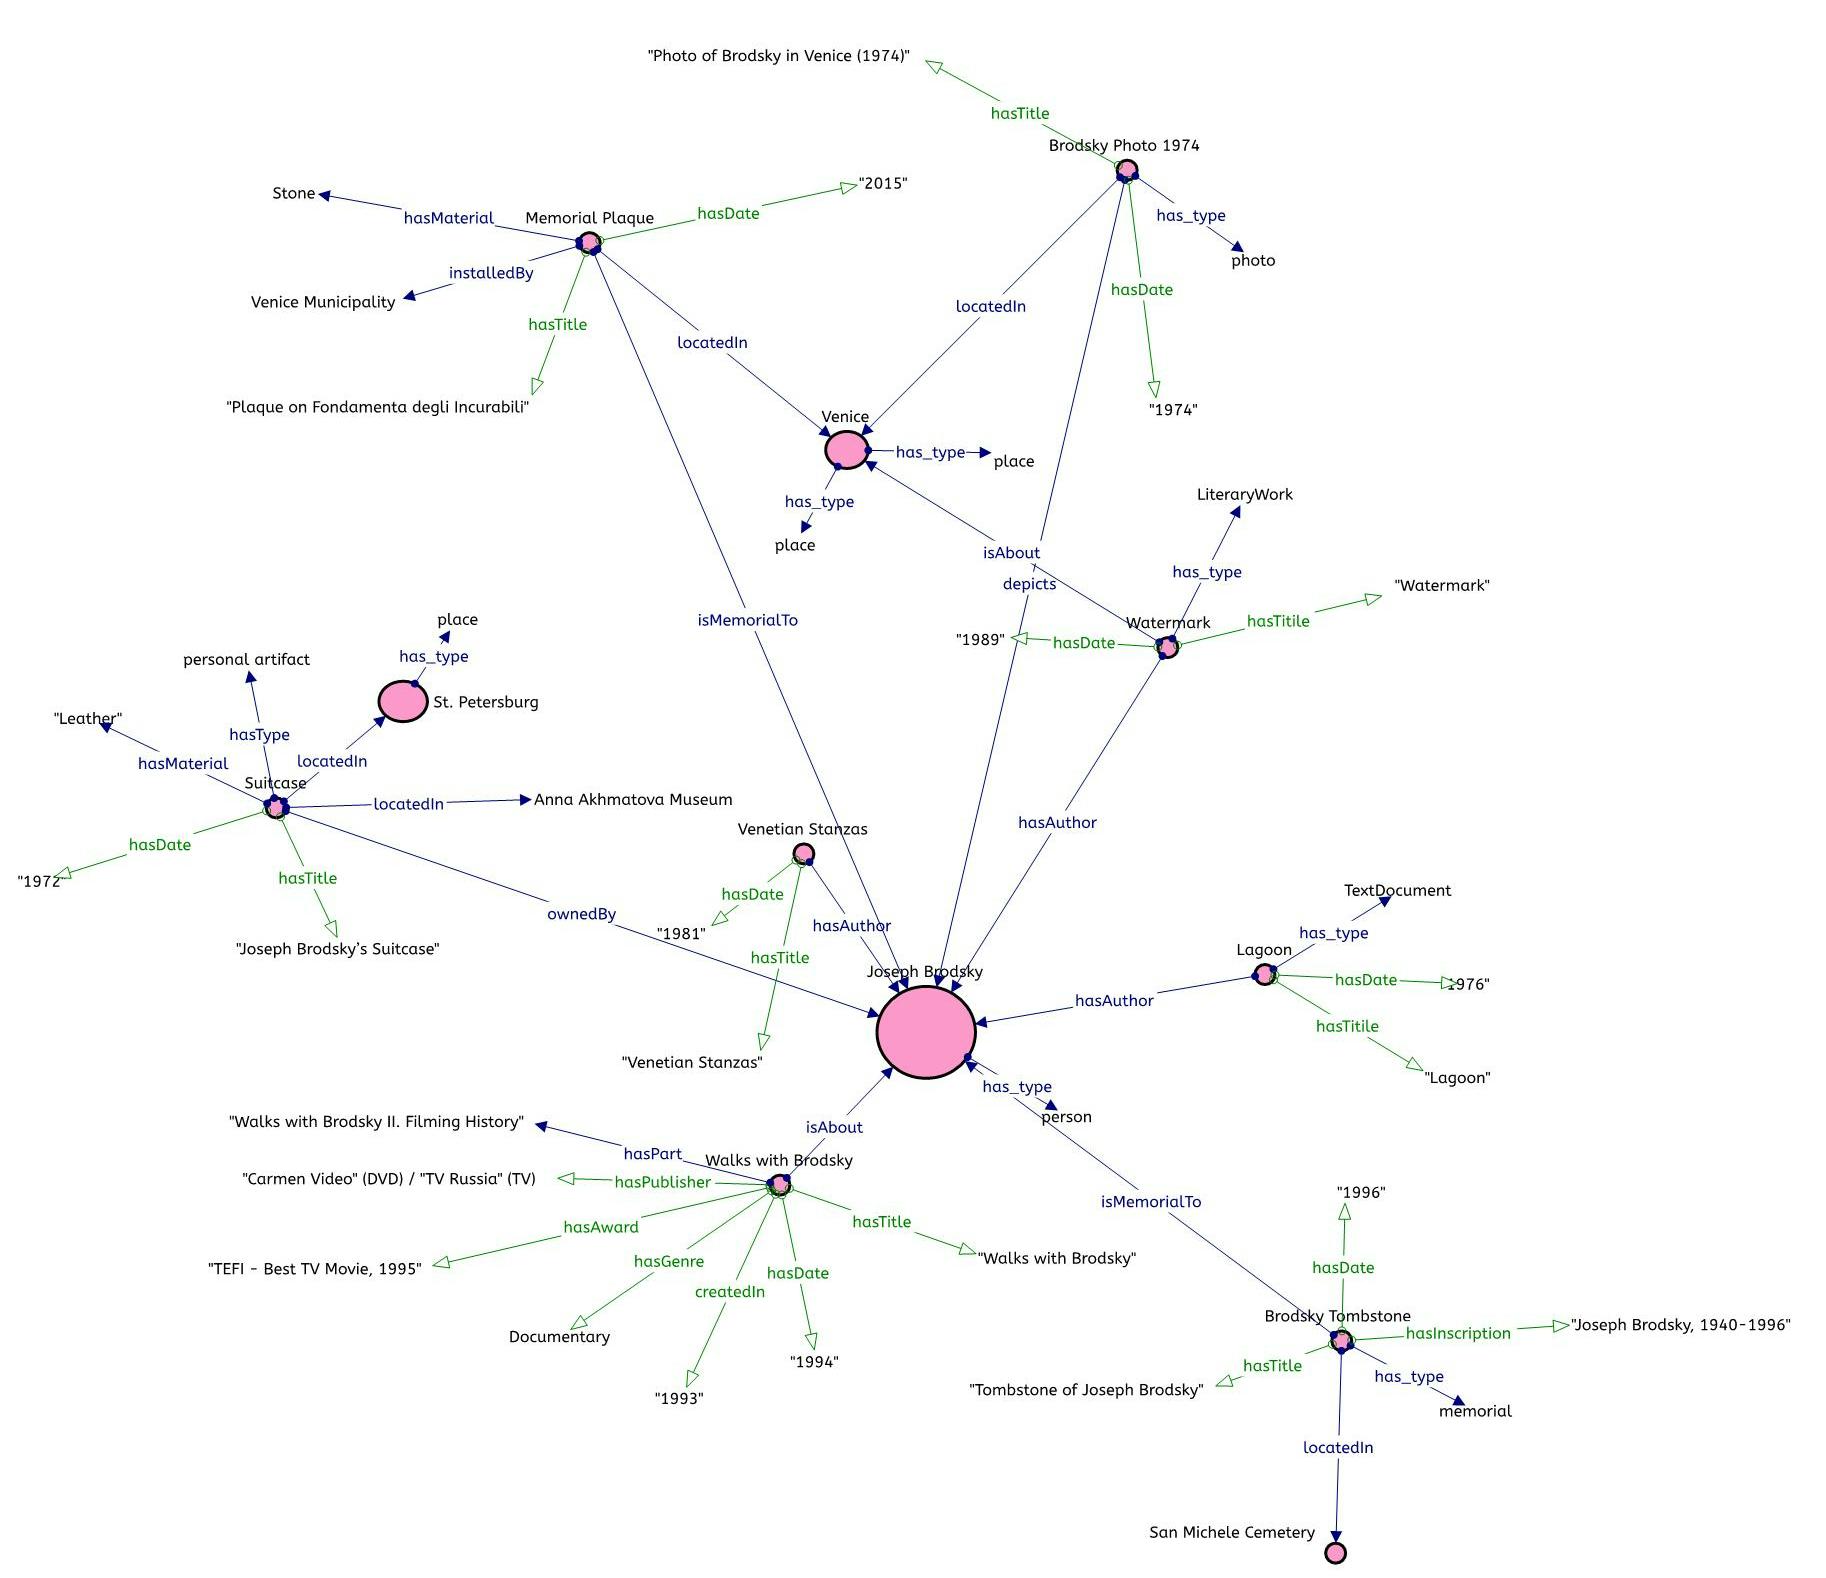 "Photo of Brodsky in Venice (1974)"
hasTitle
Brodsky Photo 1974
Stone
"2015"
hasMaterial
Memorial Plaque
hasDate
has_type
photo
installedBy
Venice Municipality
hasDate
locatedIn
hasTitle
locatedIn
"Plaque on Fondamenta degli Incurabili"
"1974"
Venice
has_type
place
LiteraryWork
has_type
place
isAbout
has_type
depicts
"Watermark"
place
isMemorialTo
Watermark
hasTitile
"1989"
hasDate
has_type
personal artifact
St. Petersburg
"Leather"
hasType
hasMaterial
locatedIn
Suitcase
locatedIn
Anna Akhmatova Museum
hasAuthor
Venetian Stanzas
hasDate
"1972"
hasTitle
hasDate
TextDocument
ownedBy
hasAuthor
"1981"
has_type
"Joseph Brodsky’s Suitcase"
Lagoon
hasTitle
Joseph Brodsky
hasDate
1976"
hasAuthor
hasTitile
"Venetian Stanzas"
"Lagoon"
has_type
person
"Walks with Brodsky II. Filming History"
isAbout
hasPart
Walks with Brodsky
"Carmen Video" (DVD) / "TV Russia" (TV)
hasPublisher
"1996"
isMemorialTo
hasAward
hasTitle
"Walks with Brodsky"
"TEFI - Best TV Movie, 1995"
hasGenre
hasDate
hasDate
createdIn
Brodsky Tombstone
"Joseph Brodsky, 1940-1996"
hasInscription
Documentary
"1994"
hasTitle
has_type
"Tombstone of Joseph Brodsky"
"1993"
memorial
locatedIn
San Michele Cemetery